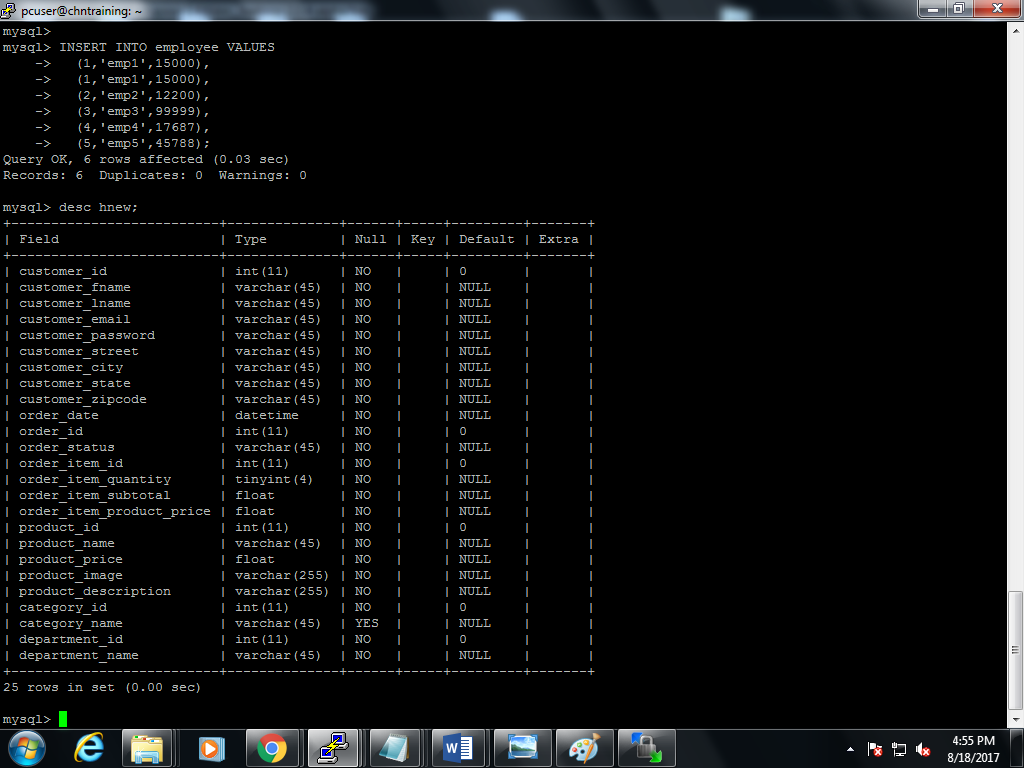 pcuser@chntraining: ~
mysql>
mysql> INSERT INTO employee VALUES
    ->   (1,'emp1',15000),
    ->   (1,'emp1',15000),
    ->   (2,'emp2',12200),
    ->   (3,'emp3',99999),
    ->   (4,'emp4',17687),
    ->   (5,'emp5',45788);
Query OK, 6 rows affected (0.03 sec)
Records: 6  Duplicates: 0  Warnings: 0
mysql> desc hnew;
+--------------------------+--------------+------+-----+---------+-------+
| Field                    | Type         | Null | Key | Default | Extra |
+--------------------------+--------------+------+-----+---------+-------+
| customer_id              | int(11)      | NO   |     | 0       |       |
| customer_fname           | varchar(45)  | NO   |     | NULL    |       |
| customer_lname           | varchar(45)  | NO   |     | NULL    |       |
| customer_email           | varchar(45)  | NO   |     | NULL    |       |
| customer_password        | varchar(45)  | NO   |     | NULL    |       |
| customer_street          | varchar(45)  | NO   |     | NULL    |       |
| customer_city            | varchar(45)  | NO   |     | NULL    |       |
| customer_state           | varchar(45)  | NO   |     | NULL    |       |
| customer_zipcode         | varchar(45)  | NO   |     | NULL    |       |
| order_date               | datetime     | NO   |     | NULL    |       |
| order_id                 | int(11)      | NO   |     | 0       |       |
| order_status             | varchar(45)  | NO   |     | NULL    |       |
| order_item_id            | int(11)      | NO   |     | 0       |       |
| order_item_quantity      | tinyint(4)   | NO   |     | NULL    |       |
| order_item_subtotal      | float        | NO   |     | NULL    |       |
| order_item_product_price | float        | NO   |     | NULL    |       |
| product_id               | int(11)      | NO   |     | 0       |       |
| product_name             | varchar(45)  | NO   |     | NULL    |       |
| product_price            | float        | NO   |     | NULL    |       |
| product_image            | varchar(255) | NO   |     | NULL    |       |
| product_description      | varchar(255) | NO   |     | NULL    |       |
| category_id              | int(11)      | NO   |     | 0       |       |
| category_name            | varchar(45)  | YES  |     | NULL    |       |
| department_id            | int(11)      | NO   |     | 0       |       |
| department_name          | varchar(45)  | NO   |     | NULL    |       |
+--------------------------+--------------+------+-----+---------+-------+
25 rows in set (0.00 sec)
mysql>
4:55 PM
8/18/2017